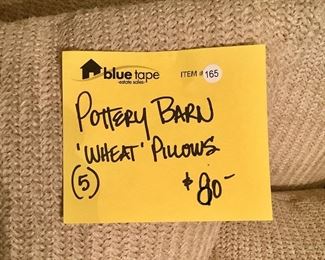 blue tape
estate sales
ITEM # 165
POTTERY BARN
'WHEAT' PILLOWS
(5) $80-